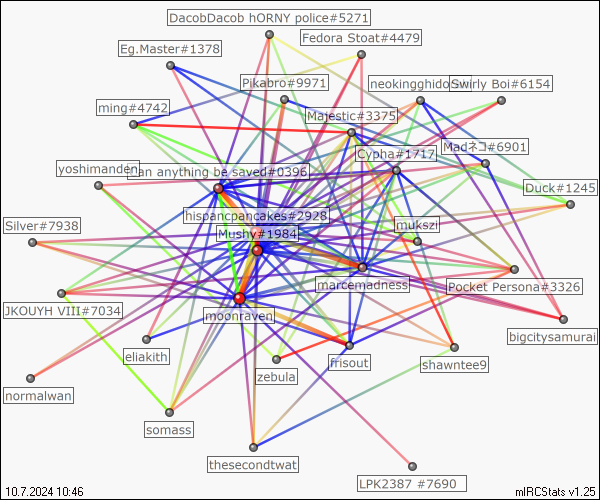 DacobDacob hORNY police#5271
Fedora Stoat#4479
Eg.Master#1378
Pikabro#9971
Swirly Boi#6154
ming#4742
Majestic#3375
Cypha#1717
Madネコ#6901
yoshimanden
can anything be saved#0396
Duck#1245
hispancpancakes#2928
Silver#7938
Mushy#1984
mukszi
marcemadness
Pocket Persona#3326
JKOUYH VIII#7034
moonraven
bigcitysamurai
eliakith
zebula
frisout
shawntee9
normalwan
somass
thesecondtwat
LPK2387 #7690
10.7.2024 10:46
mIRCStats v1.25